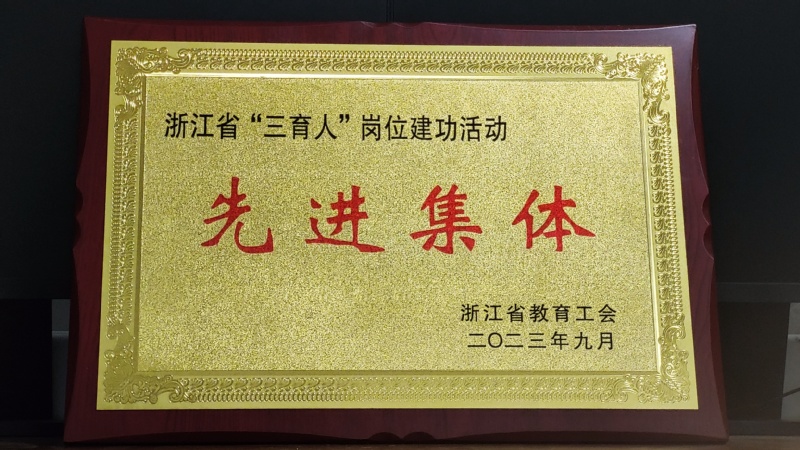 浙江省“三育人”岗位建功活动
先进集体
浙江省教育工会
二〇二三年九月